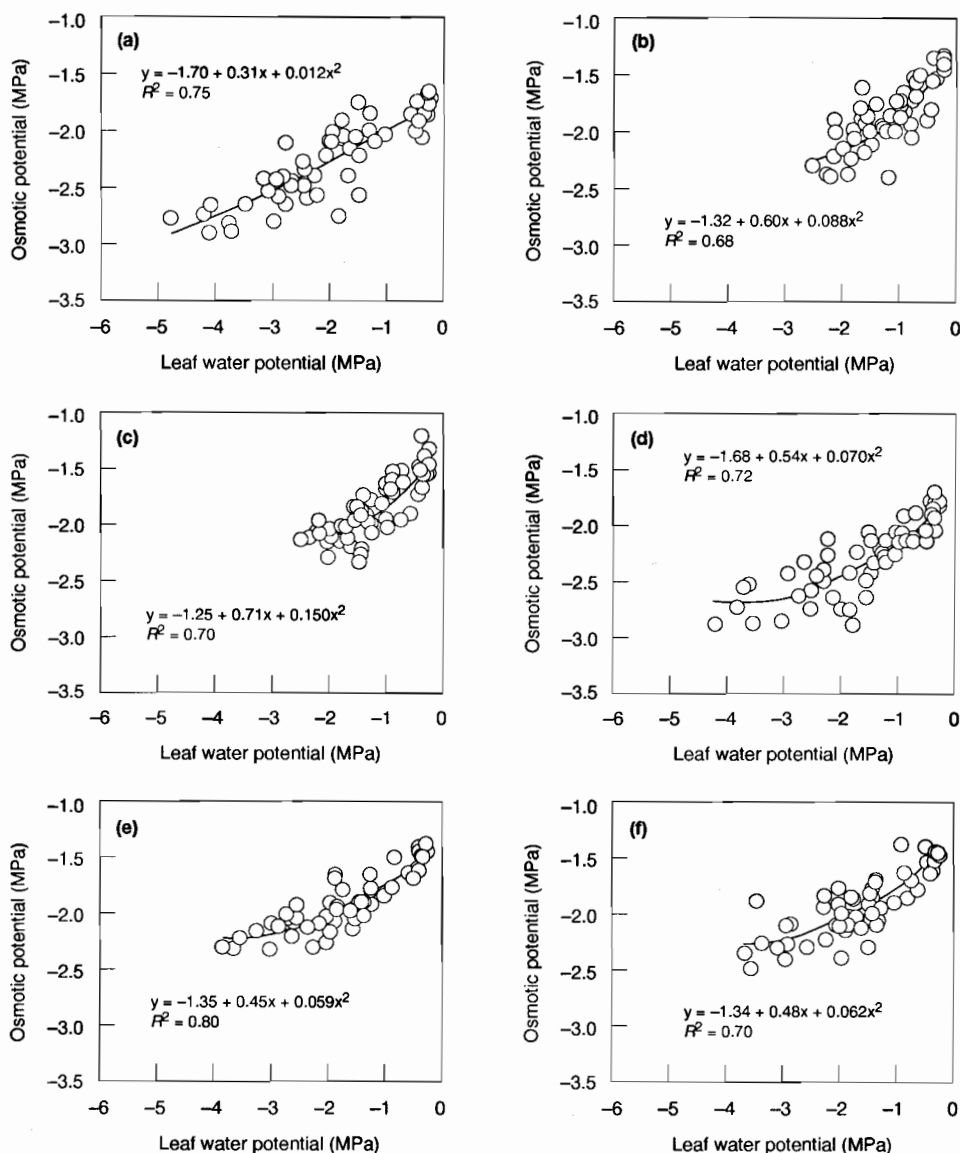 (a)
y = −1.70 + 0.31x + 0.012x²
R² = 0.75
Osmotic potential (MPa)
−1.0
−1.5
−2.0
−2.5
−3.0
−3.5
−6 −5 −4 −3 −2 −1 0
Leaf water potential (MPa)
(b)
y = −1.32 + 0.60x + 0.088x²
R² = 0.68
Osmotic potential (MPa)
−1.0
−1.5
−2.0
−2.5
−3.0
−3.5
−6 −5 −4 −3 −2 −1 0
Leaf water potential (MPa)
(c)
y = −1.25 + 0.71x + 0.150x²
R² = 0.70
Osmotic potential (MPa)
−1.0
−1.5
−2.0
−2.5
−3.0
−3.5
−6 −5 −4 −3 −2 −1 0
Leaf water potential (MPa)
(d)
y = −1.68 + 0.54x + 0.070x²
R² = 0.72
Osmotic potential (MPa)
−1.0
−1.5
−2.0
−2.5
−3.0
−3.5
−6 −5 −4 −3 −2 −1 0
Leaf water potential (MPa)
(e)
y = −1.35 + 0.45x + 0.059x²
R² = 0.80
Osmotic potential (MPa)
−1.0
−1.5
−2.0
−2.5
−3.0
−3.5
−6 −5 −4 −3 −2 −1 0
Leaf water potential (MPa)
(f)
y = −1.34 + 0.48x + 0.062x²
R² = 0.70
Osmotic potential (MPa)
−1.0
−1.5
−2.0
−2.5
−3.0
−3.5
−6 −5 −4 −3 −2 −1 0
Leaf water potential (MPa)